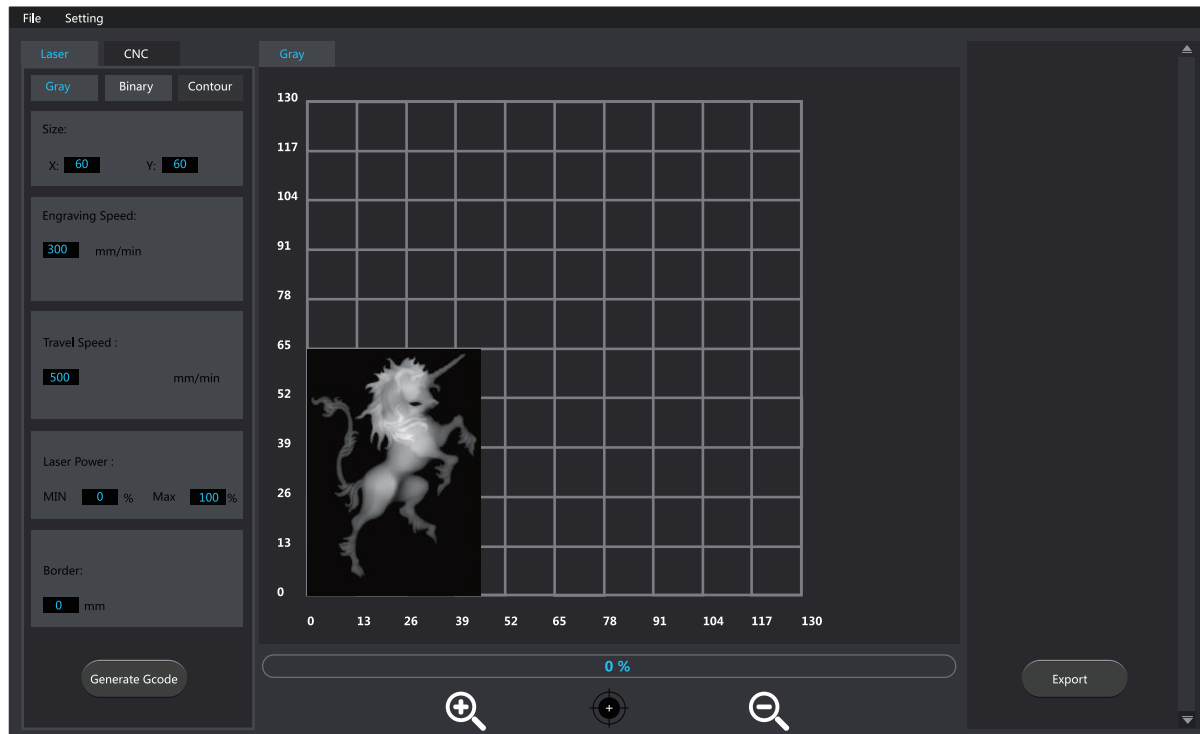 File Setting
Laser CNC
Gray Binary Contour
Size:
X: 60 Y: 60
Engraving Speed:
300 mm/min
Travel Speed :
500 mm/min
Laser Power :
MIN 0 % Max 100 %
Border:
0 mm
Generate Gcode
Gray
130
117
104
91
78
65
52
39
26
13
0
0 13 26 39 52 65 78 91 104 117 130
0 %
Export